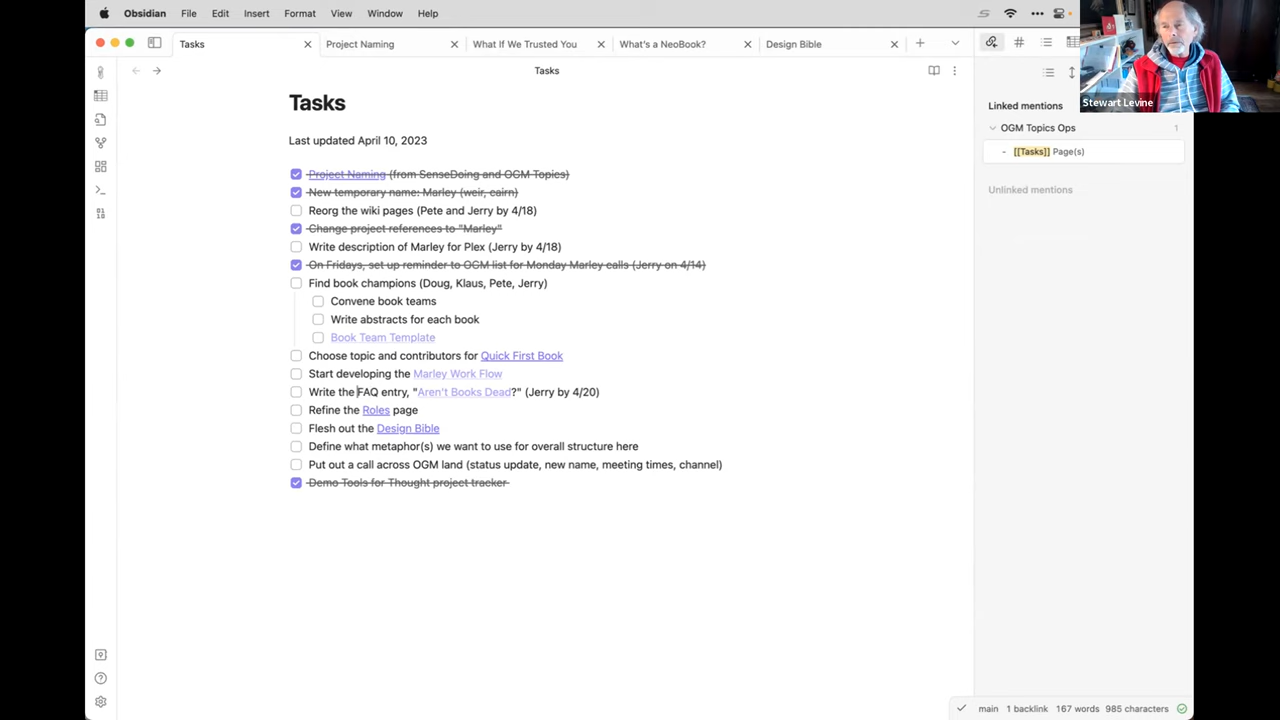 Obsidian File Edit Insert Format View Window Help
Tasks Project Naming What If We Trusted You What's a NeoBook? Design Bible
Tasks
Stewart Levine
Tasks
Last updated April 10, 2023
Project Naming (from SenseDoing and OGM Topics)
New temporary name: Marley (weir, cairn)
Reorg the wiki pages (Pete and Jerry by 4/18)
Change project references to "Marley"
Write description of Marley for Plex (Jerry by 4/18)
On Fridays, set up reminder to OGM list for Monday Marley calls (Jerry on 4/14)
Find book champions (Doug, Klaus, Pete, Jerry)
Convene book teams
Write abstracts for each book
Book Team Template
Choose topic and contributors for Quick First Book
Start developing the Marley Work Flow
Write the FAQ entry, "Aren't Books Dead?" (Jerry by 4/20)
Refine the Roles page
Flesh out the Design Bible
Define what metaphor(s) we want to use for overall structure here
Put out a call across OGM land (status update, new name, meeting times, channel)
Demo Tools for Thought project tracker
Linked mentions
OGM Topics Ops 1
- [[Tasks]] Page(s)
Unlinked mentions
main 1 backlink 167 words 985 characters